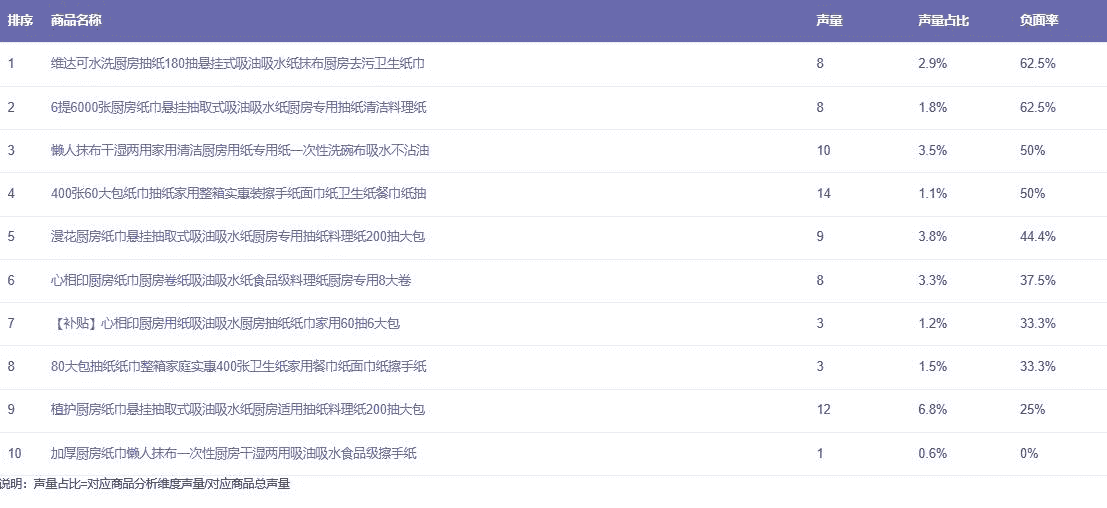 排序 商品名称 声量 声量占比 负面率
1 维达可水洗厨房抽纸180抽悬挂式吸油吸水纸抹布厨房去污卫生纸巾 8 2.9% 62.5%
2 6提6000张厨房纸巾悬挂抽取式吸油吸水纸厨房专用抽纸清洁料理纸 8 1.8% 62.5%
3 懒人抹布干湿两用家用清洁厨房用纸专用纸一次性洗碗布吸水不沾油 10 3.5% 50%
4 400张60大包纸巾抽纸家用整箱实惠装擦手纸面巾纸卫生纸餐巾纸抽 14 1.1% 50%
5 漫花厨房纸巾悬挂抽取式吸油吸水纸厨房专用抽纸料理纸200抽大包 9 3.8% 44.4%
6 心相印厨房纸巾厨房卷纸吸油吸水纸食品级料理纸厨房专用8大卷 8 3.3% 37.5%
7 【补贴】心相印厨房用纸吸油吸水厨房抽纸纸巾家用60抽6大包 3 1.2% 33.3%
8 80大包抽纸纸巾整箱家庭实惠400张卫生纸家用餐巾纸面巾纸擦手纸 3 1.5% 33.3%
9 植护厨房纸巾悬挂抽取式吸油吸水纸厨房适用抽纸料理纸200抽大包 12 6.8% 25%
10 加厚厨房纸巾懒人抹布一次性厨房干湿两用吸油吸水食品级擦手纸 1 0.6% 0%
说明：声量占比=对应商品分析维度声量/对应商品总声量